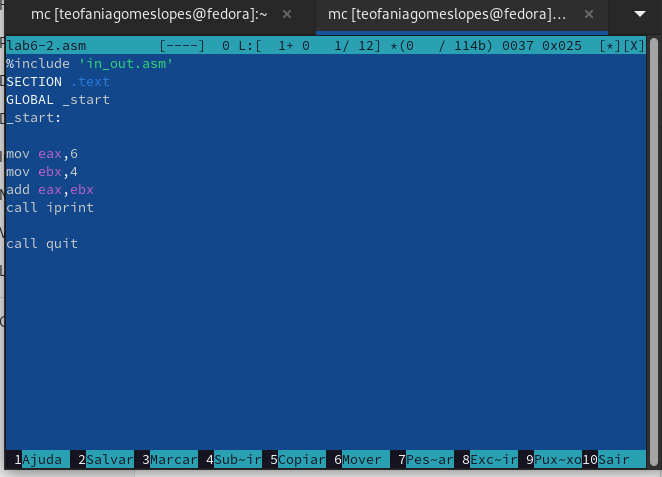 mc [teofaniagomeslopes@fedora]:~ × mc [teofaniagomeslopes@fedora]... ×
lab6-2.asm [----] 0 L:[ 1+ 0 1/ 12] *(0 / 114b) 0037 0x025 [*][X]
%include 'in_out.asm'
SECTION .text
GLOBAL _start
_start:
mov eax,6
mov ebx,4
add eax,ebx
call iprint
call quit
1Ajuda 2Salvar 3Marcar 4Sub~ir 5Copiar 6Mover 7Pes~ar 8Exc~ir 9Pux~xo 10Sair